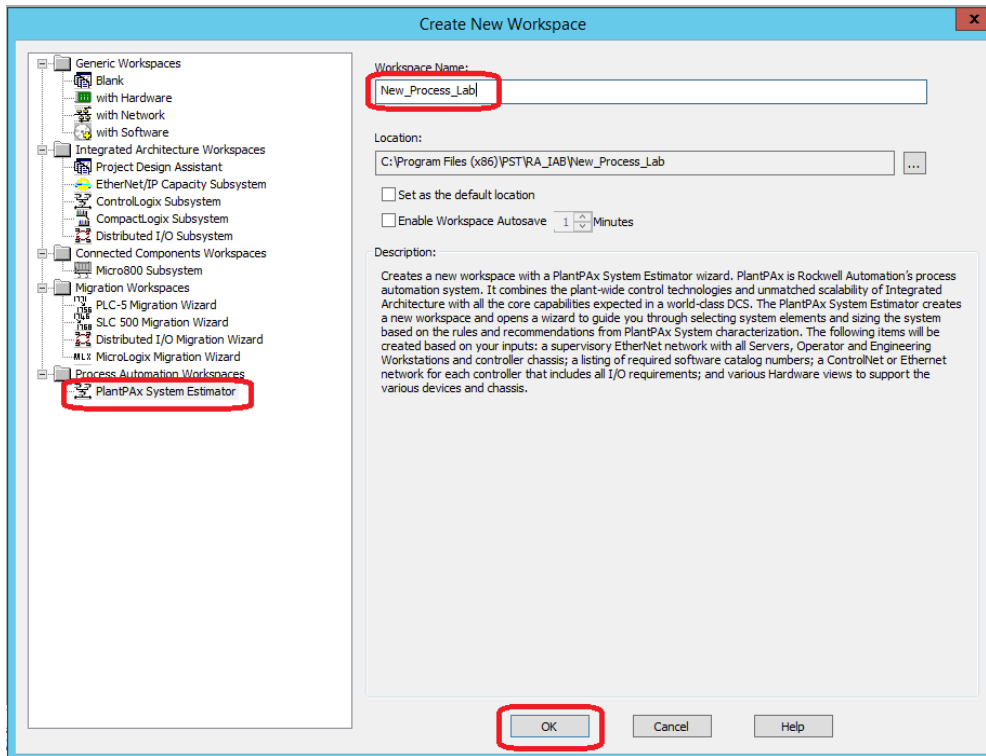 Create New Workspace
x
Generic Workspaces
Blank
with Hardware
with Network
with Software
Integrated Architecture Workspaces
Project Design Assistant
EtherNet/IP Capacity Subsystem
ControlLogix Subsystem
CompactLogix Subsystem
Distributed I/O Subsystem
Connected Components Workspaces
Micro800 Subsystem
Migration Workspaces
PLC-5 Migration Wizard
SLC 500 Migration Wizard
Distributed I/O Migration Wizard
MLX MicroLogix Migration Wizard
Process Automation Workspaces
PlantPAx System Estimator
Workspace Name:
New_Process_Lab
Location:
C:\Program Files (x86)\PST\RA_IAB\New_Process_Lab
...
Set as the default location
Enable Workspace Autosave 1 Minutes
Description:
Creates a new workspace with a PlantPAx System Estimator wizard. PlantPAx is Rockwell Automation's process
automation system. It combines the plant-wide control technologies and unmatched scalability of Integrated
Architecture with all the core capabilities expected in a world-class DCS. The PlantPAx System Estimator creates
a new workspace and opens a wizard to guide you through selecting system elements and sizing the system
based on the rules and recommendations from PlantPAx System characterization. The following items will be
created based on your inputs: a supervisory EtherNet network with all Servers, Operator and Engineering
Workstations and controller chassis; a listing of required software catalog numbers; a ControlNet or Ethernet
network for each controller that includes all I/O requirements; and various Hardware views to support the
various devices and chassis.
OK
Cancel
Help